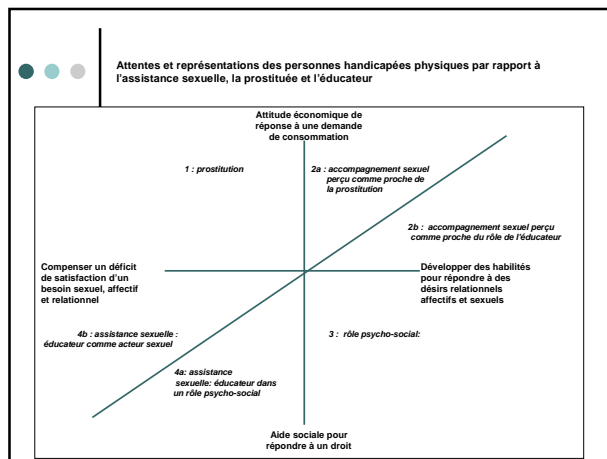 Attentes et représentations des personnes handicapées physiques par rapport à
l'assistance sexuelle, la prostituée et l'éducateur
Attitude économique de
réponse à une demande
de consommation
1 : prostitution
2a : accompagnement sexuel
perçu comme proche de
la prostitution
2b :  accompagnement sexuel perçu
comme proche du rôle de l'éducateur
Compenser un déficit
de satisfaction d'un
besoin sexuel, affectif
et relationnel
Développer des habilités
pour répondre à des
désirs relationnels
affectifs et sexuels
4b : assistance sexuelle :
éducateur comme acteur sexuel
3 :  rôle psycho-social:
4a: assistance
sexuelle: éducateur dans
un rôle psycho-social
Aide sociale pour
répondre à un droit